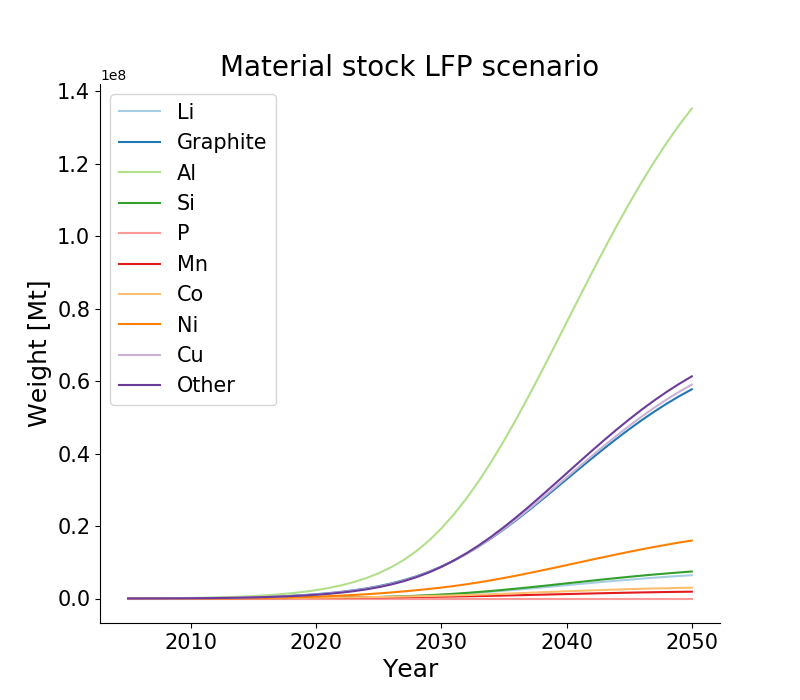 Material stock LFP scenario
1e8
1.4
1.2
1.0
0.8
0.6
0.4
0.2
0.0
Weight [Mt]
Li
Graphite
Al
Si
P
Mn
Co
Ni
Cu
Other
2010 2020 2030 2040 2050
Year